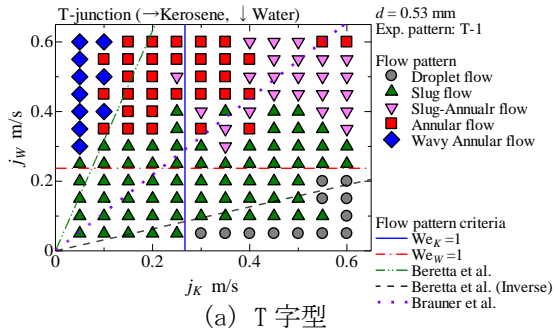 T-junction (→Kerosene, ↓ Water)
d = 0.53 mm
Exp. pattern: T-1
Flow pattern
Droplet flow
Slug flow
Slug-Annualr flow
Annular flow
Wavy Annular flow
Flow pattern criteria
We_K =1
We_W =1
Beretta et al.
Beretta et al. (Inverse)
Brauner et al.
j_W m/s
0.6
0.4
0.2
0
0
0.2
0.4
0.6
j_K m/s
(a) T 字型